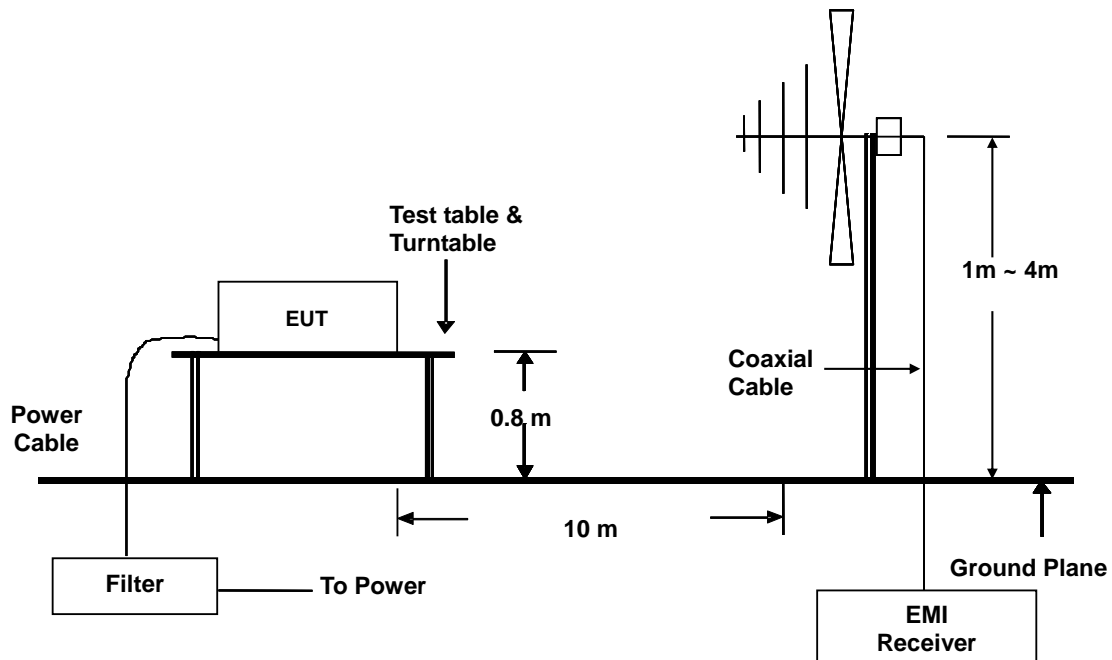 Test table &
Turntable
EUT
1m ~ 4m
Coaxial
Cable
0.8 m
Power
Cable
10 m
Ground Plane
Filter
To Power
EMI
Receiver